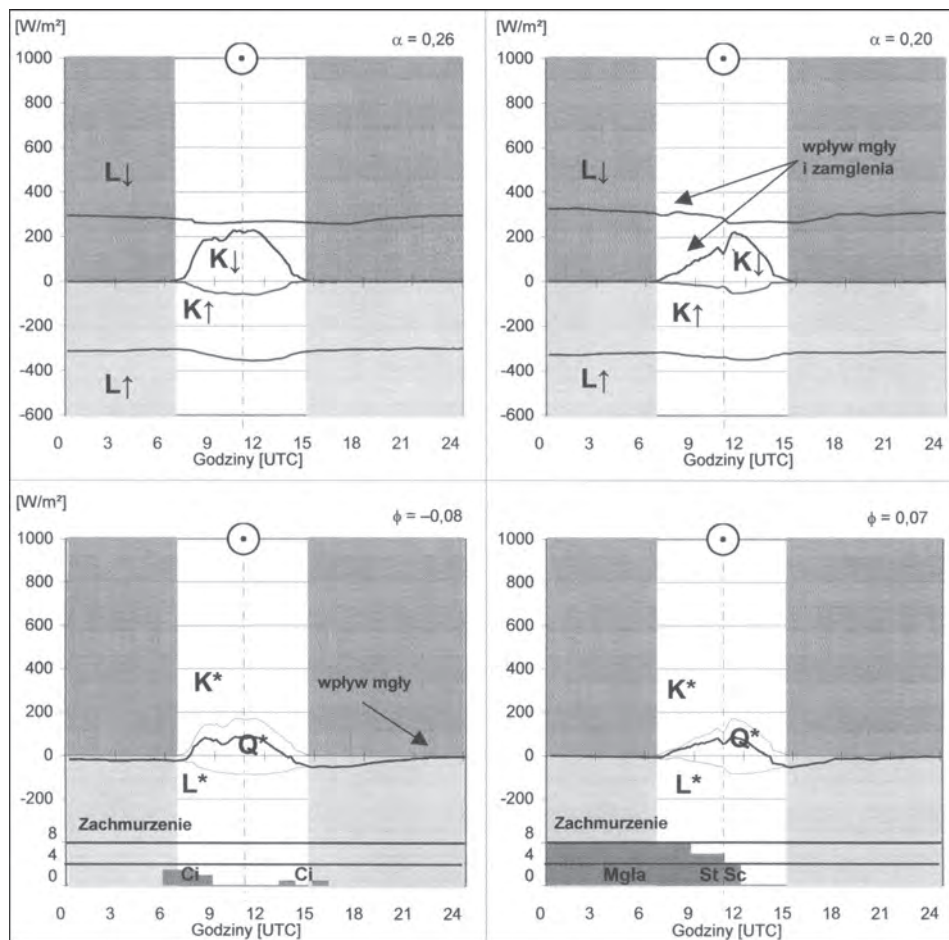 [W/m²]
α = 0,26
1000
800
600
400
200
0
-200
-400
-600
L↓
K↓
K↑
L↑
0 3 6 9 12 15 18 21 24
Godziny [UTC]
[W/m²]
α = 0,20
1000
800
600
400
200
0
-200
-400
-600
wpływ mgły
i zamglenia
L↓
K↓
K↑
L↑
0 3 6 9 12 15 18 21 24
Godziny [UTC]
[W/m²]
ϕ = –0,08
1000
800
600
400
200
0
-200
K*
wpływ mgły
Q*
L*
Zachmurzenie
8
4
0
Ci Ci
0 3 6 9 12 15 18 21 24
Godziny [UTC]
[W/m²]
ϕ = 0,07
1000
800
600
400
200
0
-200
K*
Q*
L*
Zachmurzenie
8
4
0
Mgła St Sc
0 3 6 9 12 15 18 21 24
Godziny [UTC]